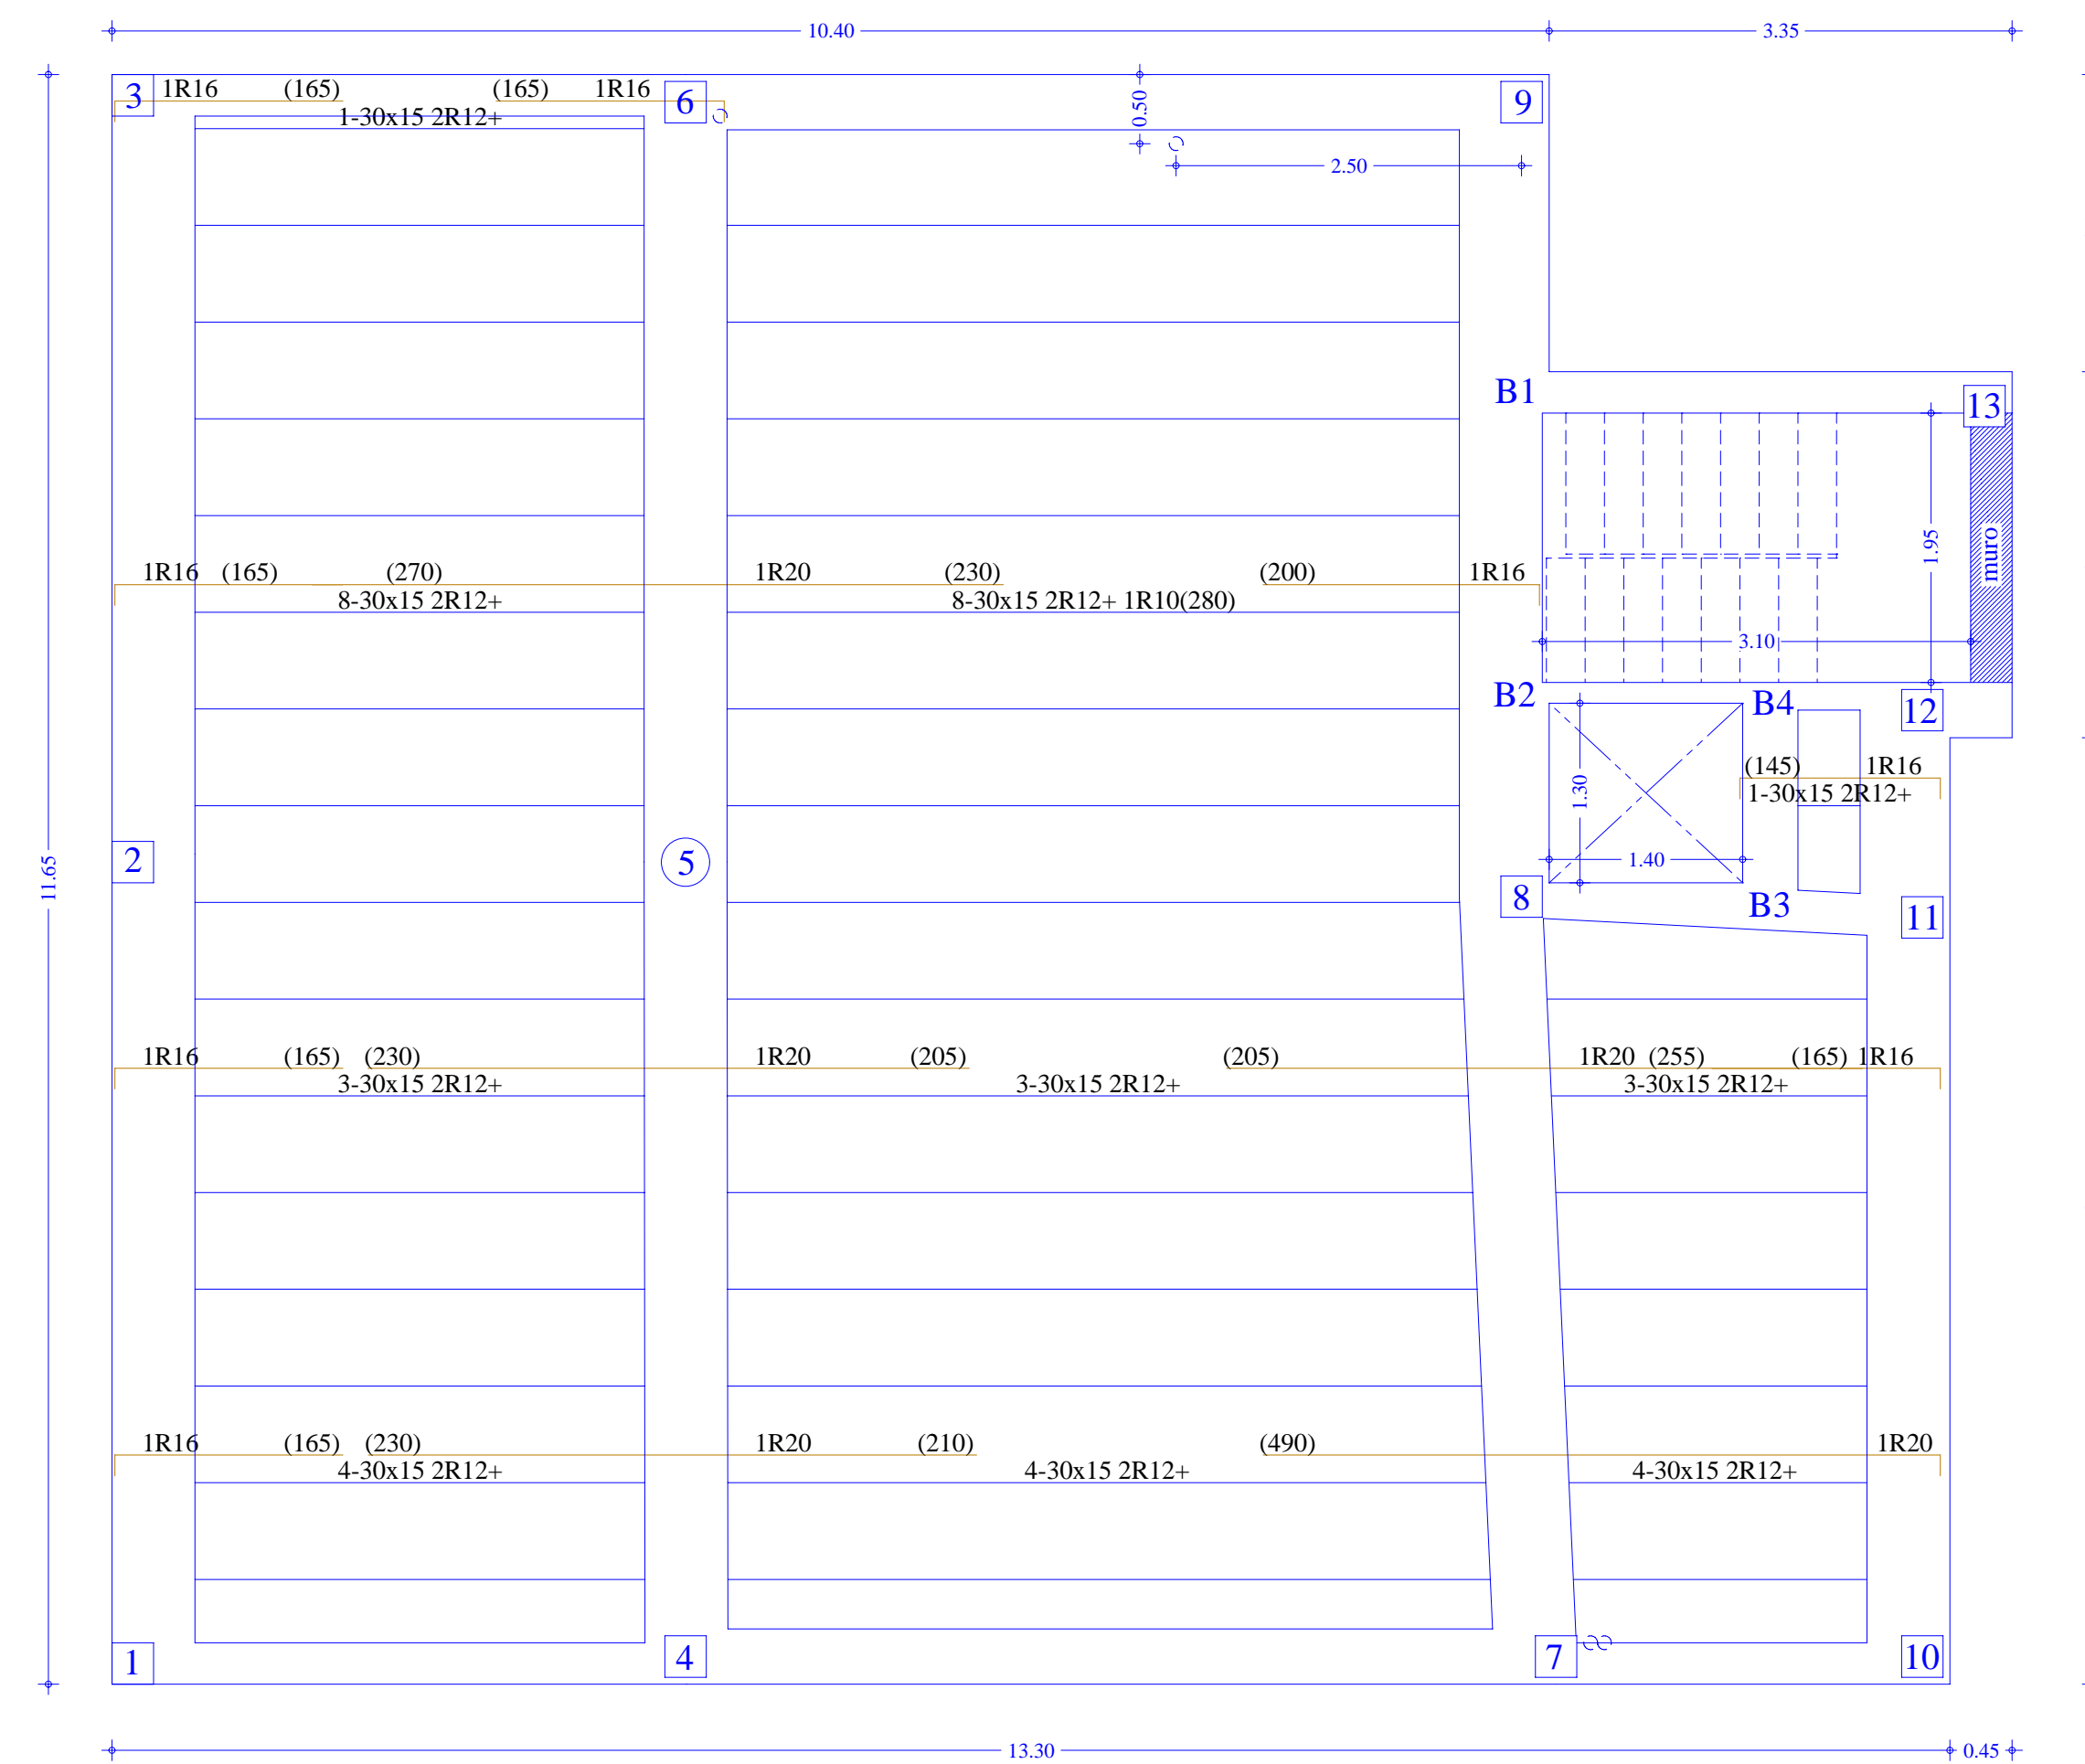 10.40 3.35
3 1R16 (165) (165) 1R16 6 9
1-30x15 2R12+
0.50
2.50
B1
13
1R16 (165) (270) 1R20 (230) (200) 1R16
8-30x15 2R12+ 8-30x15 2R12+ 1R10(280)
1.95
muro
3.10
B2 B4 12
(145) 1R16
1-30x15 2R12+
1.30
11.65
2 5 1.40
8 B3 11
1R16 (165) (230) 1R20 (205) (205) 1R20 (255) (165) 1R16
3-30x15 2R12+ 3-30x15 2R12+ 3-30x15 2R12+
1R16 (165) (230) 1R20 (210) (490) 1R20
4-30x15 2R12+ 4-30x15 2R12+ 4-30x15 2R12+
1 4 7 10
13.30 0.45